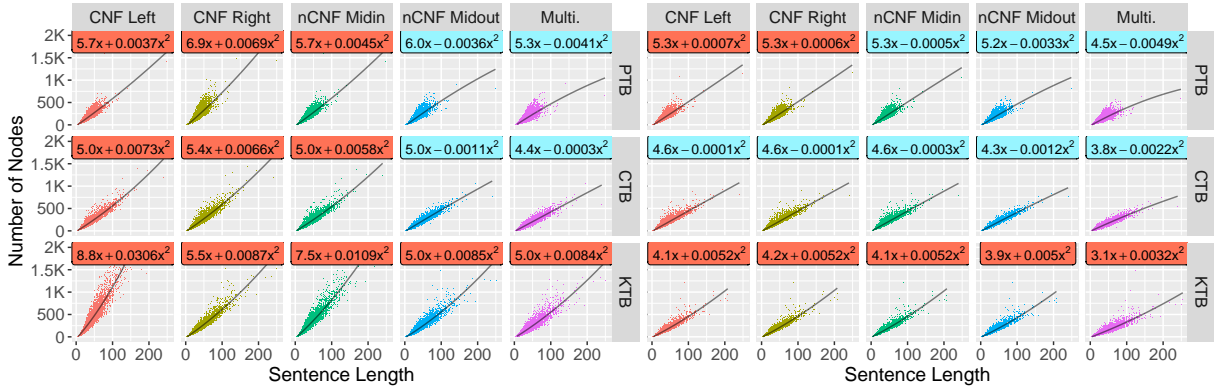 CNF Left CNF Right nCNF Midin nCNF Midout Multi. CNF Left CNF Right nCNF Midin nCNF Midout Multi.
2K 5.7x + 0.0037x² 6.9x + 0.0069x² 5.7x + 0.0045x² 6.0x − 0.0036x² 5.3x − 0.0041x² PTB 5.3x + 0.0007x² 5.3x + 0.0006x² 5.3x − 0.0005x² 5.2x − 0.0033x² 4.5x − 0.0049x² PTB
1.5K
1K
500
0
2K 5.0x + 0.0073x² 5.4x + 0.0066x² 5.0x + 0.0058x² 5.0x − 0.0011x² 4.4x − 0.0003x² CTB 4.6x − 0.0001x² 4.6x − 0.0001x² 4.6x − 0.0003x² 4.3x − 0.0012x² 3.8x − 0.0022x² CTB
1.5K
1K
500
0
2K 8.8x + 0.0306x² 5.5x + 0.0087x² 7.5x + 0.0109x² 5.0x + 0.0085x² 5.0x + 0.0084x² KTB 4.1x + 0.0052x² 4.2x + 0.0052x² 4.1x + 0.0052x² 3.9x + 0.005x² 3.1x + 0.0032x² KTB
1.5K
1K
500
0
Number of Nodes
0 100 200 0 100 200 0 100 200 0 100 200 0 100 200 0 100 200 0 100 200 0 100 200 0 100 200 0 100 200
Sentence Length Sentence Length